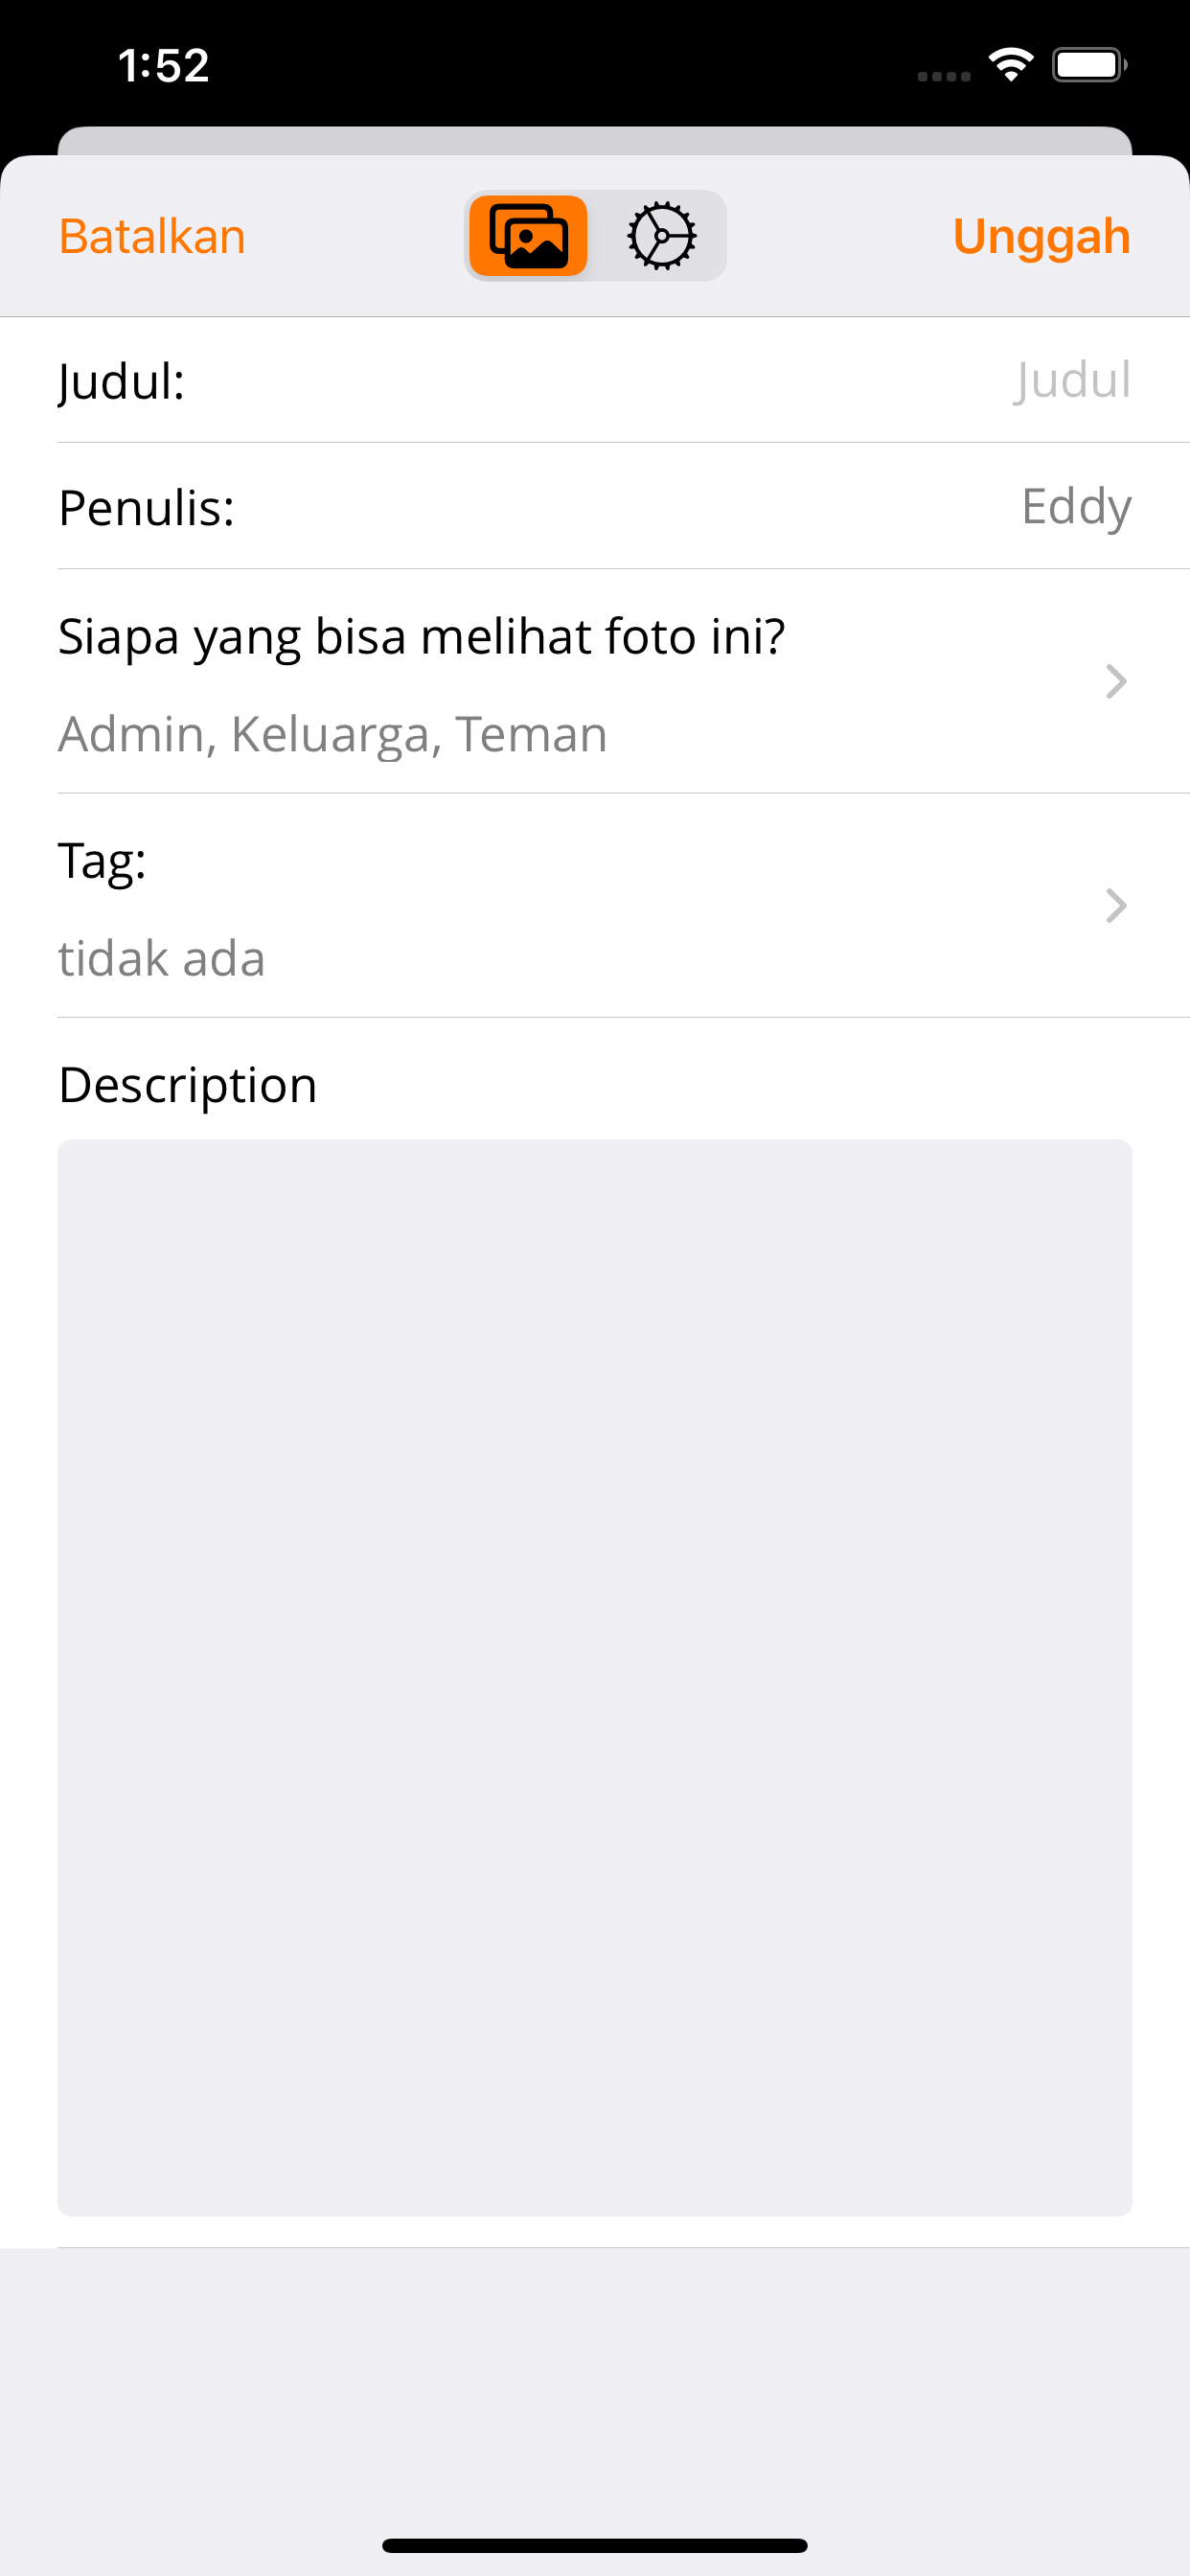 1:52
Batalkan
Unggah
Judul:
Judul
Penulis:
Eddy
Siapa yang bisa melihat foto ini?
Admin, Keluarga, Teman
Tag:
tidak ada
Description